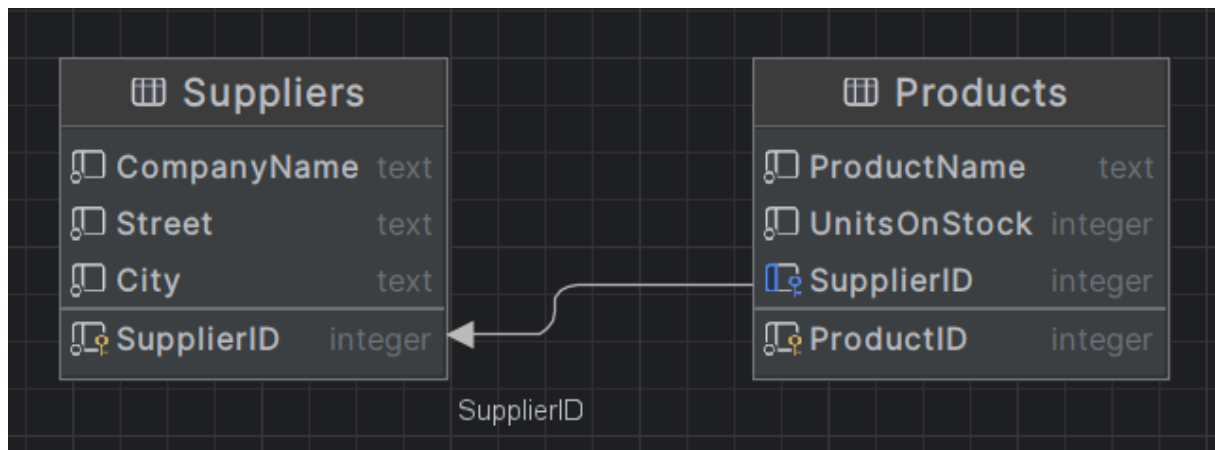 Suppliers
CompanyName text
Street text
City text
SupplierID integer
Products
ProductName text
UnitsOnStock integer
SupplierID integer
ProductID integer
SupplierID